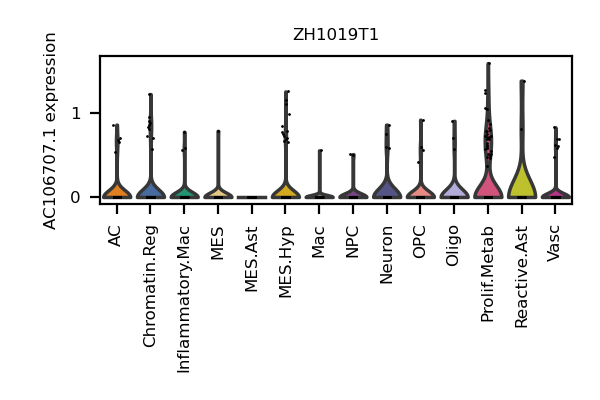 ZH1019T1
AC106707.1 expression
1
0
AC
Chromatin.Reg
Inflammatory.Mac
MES
MES.Ast
MES.Hyp
Mac
NPC
Neuron
OPC
Oligo
Prolif.Metab
Reactive.Ast
Vasc